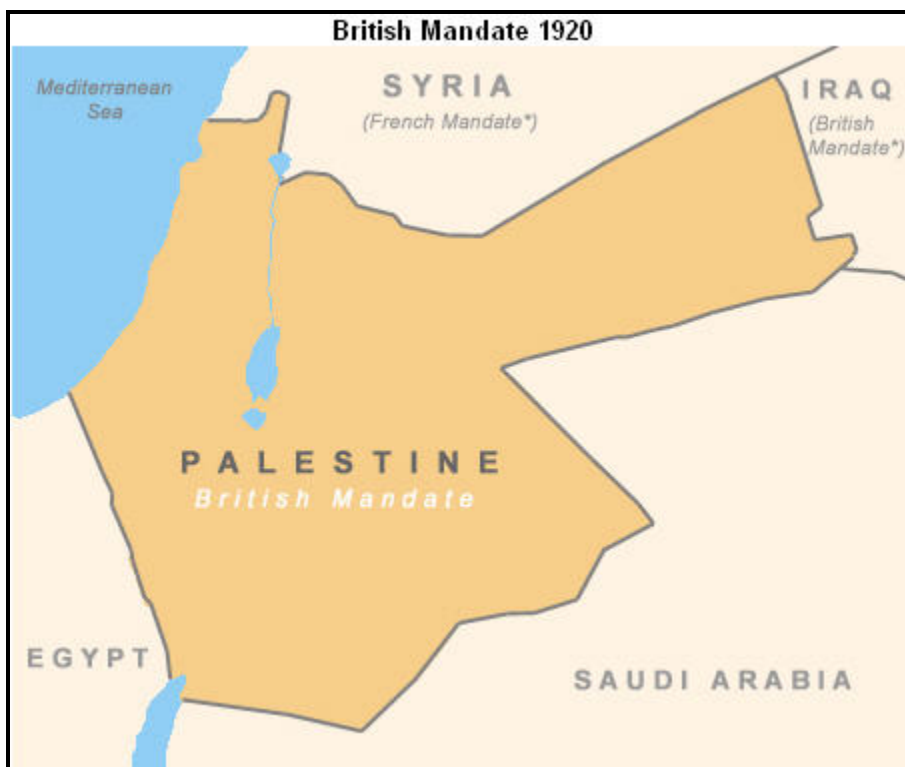 British Mandate 1920
Mediterranean
Sea
SYRIA
(French Mandate*)
IRAQ
(British
Mandate*)
PALESTINE
British Mandate
EGYPT
SAUDI ARABIA